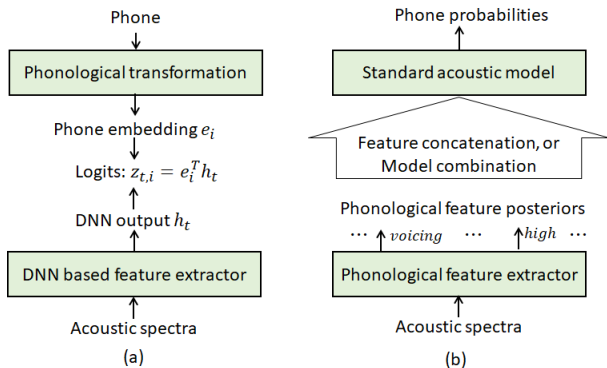 Phone
Phonological transformation
Phone embedding e_i
Logits: z_{t,i} = e_i^T h_t
DNN output h_t
DNN based feature extractor
Acoustic spectra
(a)
Phone probabilities
Standard acoustic model
Feature concatenation, or
Model combination
Phonological feature posteriors
... voicing ... high ...
Phonological feature extractor
Acoustic spectra
(b)